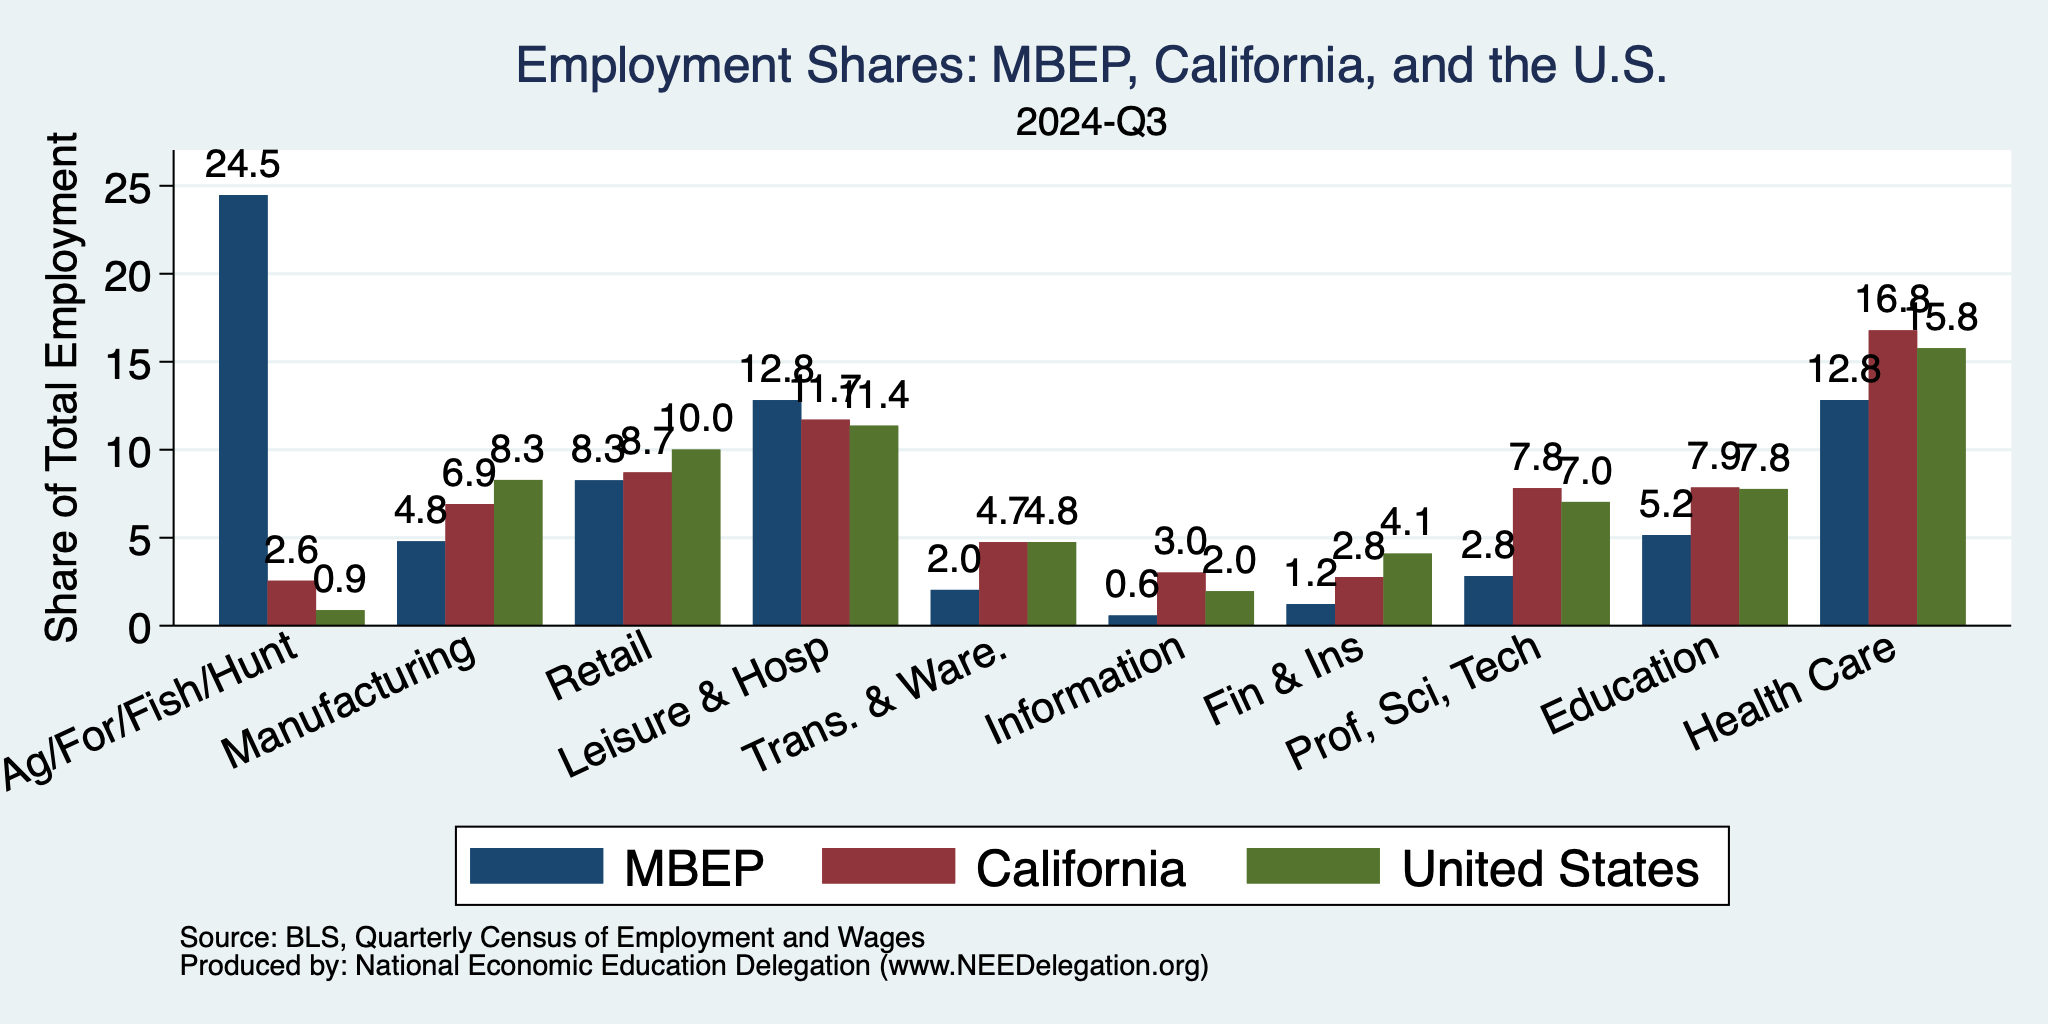 Employment Shares: MBEP, California, and the U.S.
2024-Q3
Share of Total Employment
25
20
15
10
5
0
24.5
2.6
0.9
4.8
6.9
8.3
8.3
8.7
10.0
12.8
11.7
11.4
2.0
4.7
4.8
0.6
3.0
2.0
1.2
2.8
4.1
2.8
7.8
7.0
5.2
7.9
7.8
12.8
16.8
15.8
Ag/For/Fish/Hunt
Manufacturing
Retail
Leisure & Hosp
Trans. & Ware.
Information
Fin & Ins
Prof, Sci, Tech
Education
Health Care
MBEP
California
United States
Source: BLS, Quarterly Census of Employment and Wages
Produced by: National Economic Education Delegation (www.NEEDelegation.org)